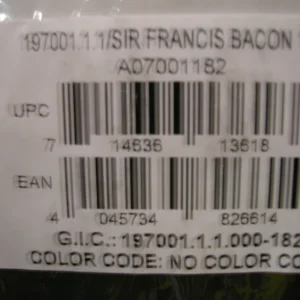 197001.1.1/SIR FRANCIS BACON
A07001182
UPC
7 14636 13618
EAN
4 045734 826614
G.I.C.: 197001.1.1.000-182
COLOR CODE: NO COLOR CO